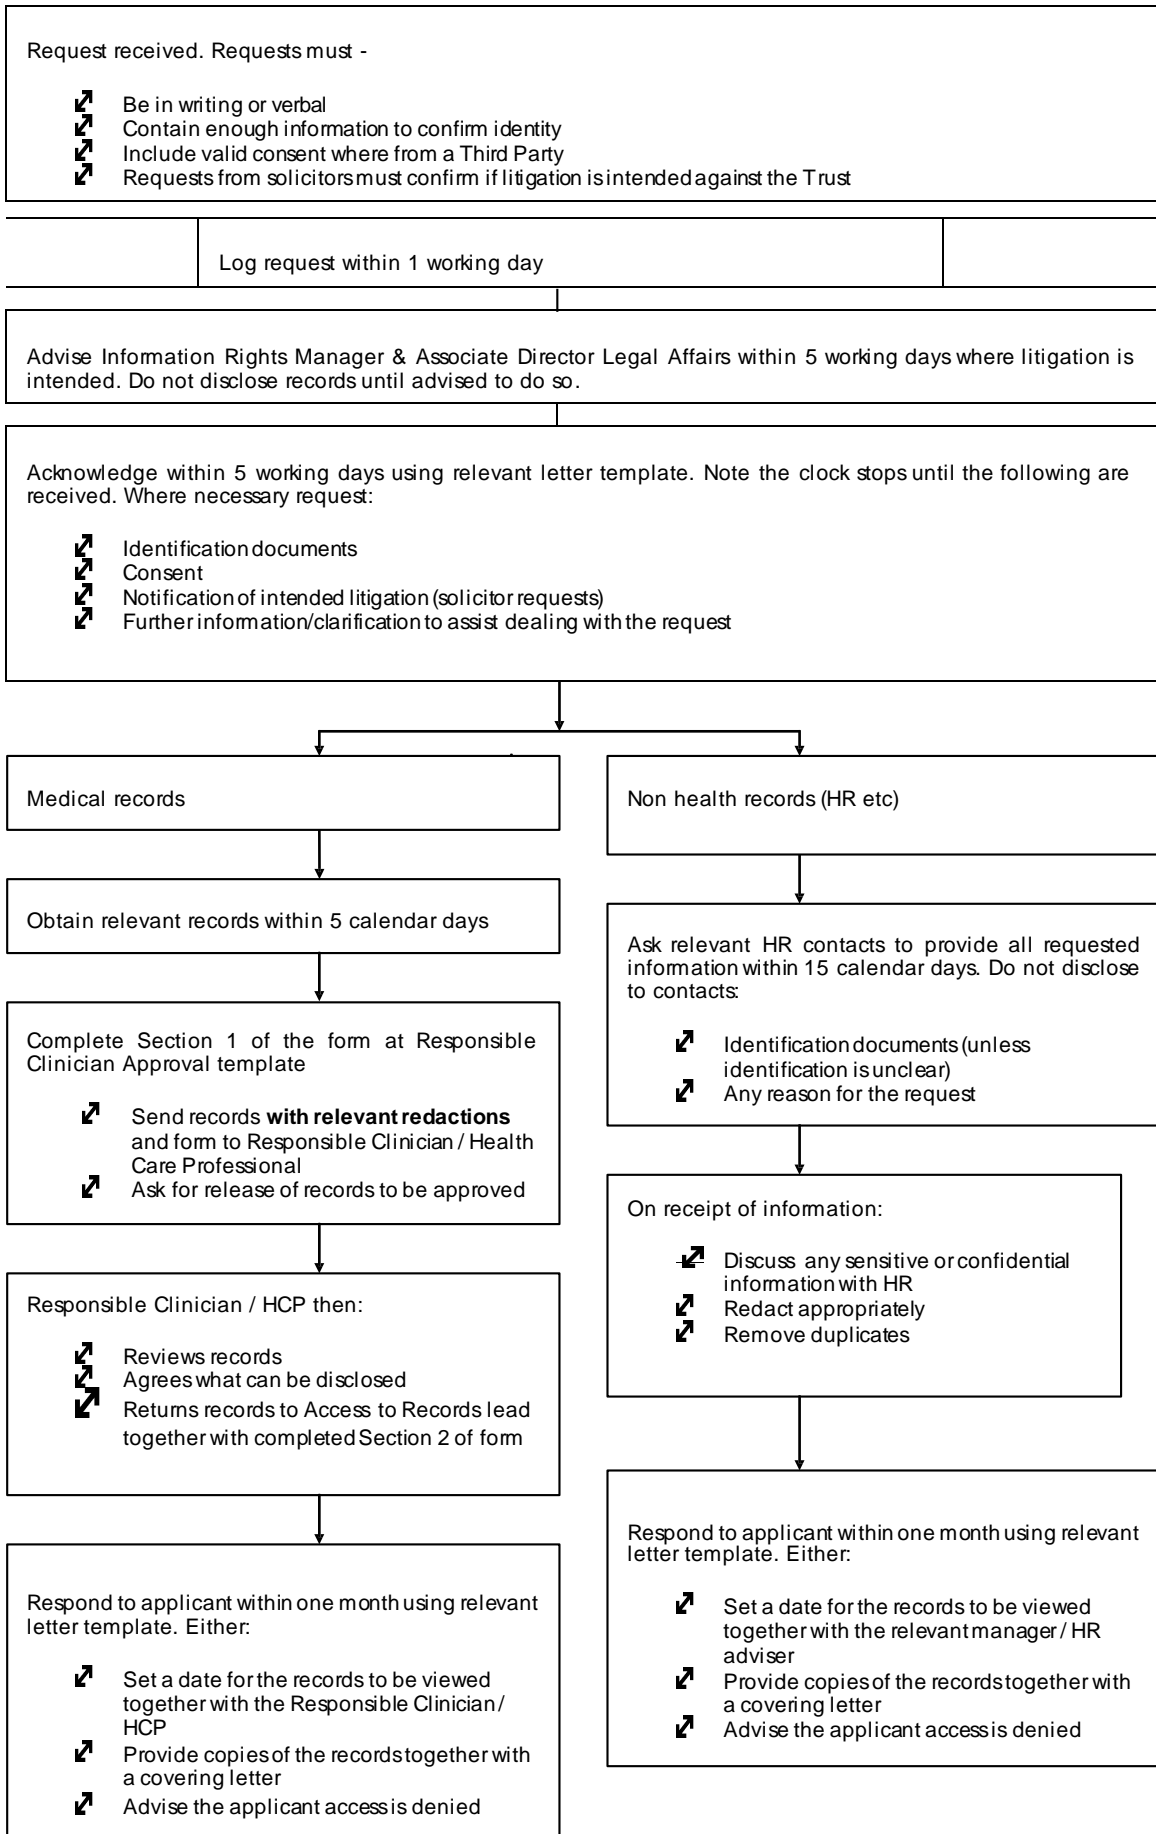 Request received. Requests must -
Be in writing or verbal
Contain enough information to confirm identity
Include valid consent where from a Third Party
Requests from solicitors must confirm if litigation is intended against the Trust
Log request within 1 working day
Advise Information Rights Manager & Associate Director Legal Affairs within 5 working days where litigation is
intended. Do not disclose records until advised to do so.
Acknowledge within 5 working days using relevant letter template. Note the clock stops until the following are
received. Where necessary request:
Identification documents
Consent
Notification of intended litigation (solicitor requests)
Further information/clarification to assist dealing with the request
Medical records
Obtain relevant records within 5 calendar days
Complete Section 1 of the form at Responsible
Clinician Approval template
Send records with relevant redactions
and form to Responsible Clinician / Health
Care Professional
Ask for release of records to be approved
Responsible Clinician / HCP then:
Reviews records
Agrees what can be disclosed
Returns records to Access to Records lead
together with completed Section 2 of form
Respond to applicant within one month using relevant
letter template. Either:
Set a date for the records to be viewed
together with the Responsible Clinician /
HCP
Provide copies of the records together with
a covering letter
Advise the applicant access is denied
Non health records (HR etc)
Ask relevant HR contacts to provide all requested
information within 15 calendar days. Do not disclose
to contacts:
Identification documents (unless
identification is unclear)
Any reason for the request
On receipt of information:
Discuss any sensitive or confidential
information with HR
Redact appropriately
Remove duplicates
Respond to applicant within one month using relevant
letter template. Either:
Set a date for the records to be viewed
together with the relevant manager / HR
adviser
Provide copies of the records together with
a covering letter
Advise the applicant access is denied